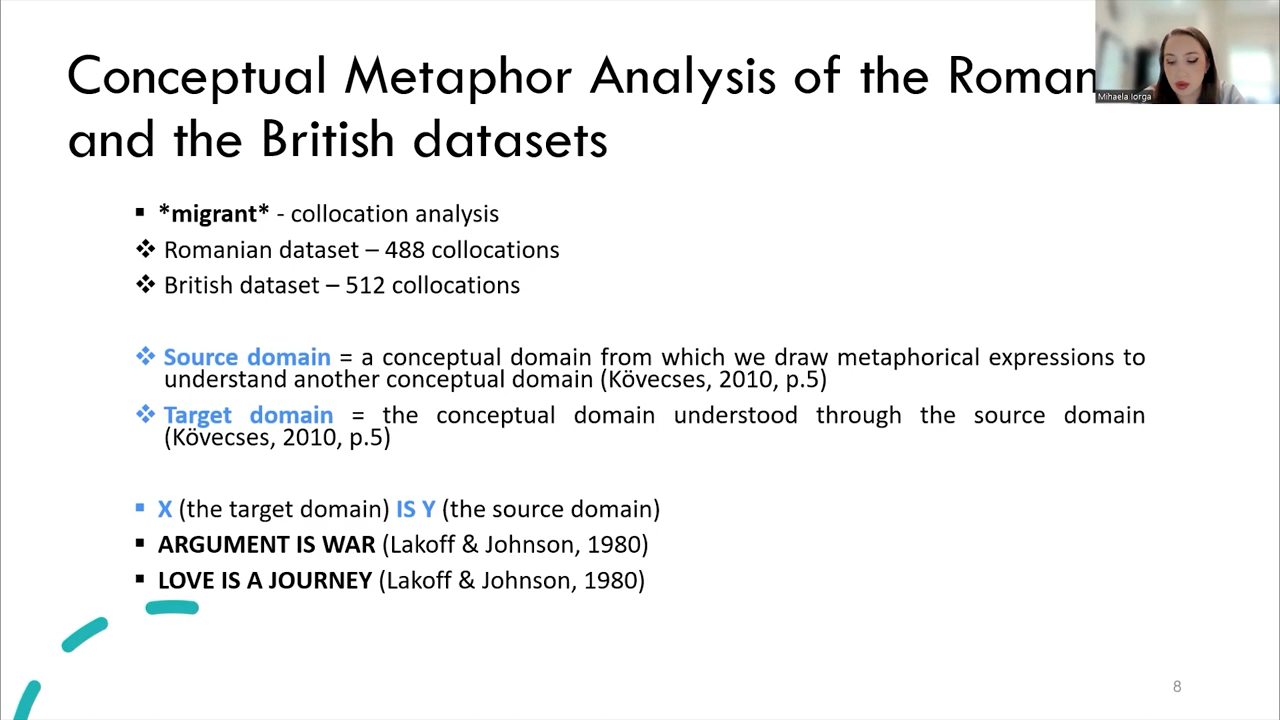 Conceptual Metaphor Analysis of the Roman
and the British datasets
Mihaela Iorga
▪ *migrant* - collocation analysis
❖ Romanian dataset – 488 collocations
❖ British dataset – 512 collocations
❖ Source domain = a conceptual domain from which we draw metaphorical expressions to
understand another conceptual domain (Kövecses, 2010, p.5)
❖ Target domain = the conceptual domain understood through the source domain
(Kövecses, 2010, p.5)
▪ X (the target domain) IS Y (the source domain)
▪ ARGUMENT IS WAR (Lakoff & Johnson, 1980)
▪ LOVE IS A JOURNEY (Lakoff & Johnson, 1980)
8